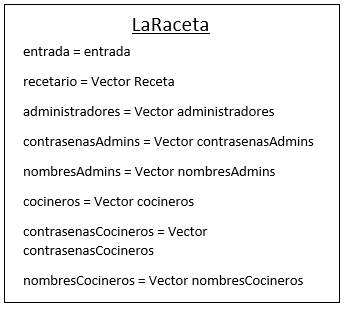 LaRaceta
entrada = entrada
recetario = Vector Receta
administradores = Vector administradores
contrasenasAdmins = Vector contrasenasAdmins
nombresAdmins = Vector nombresAdmins
cocineros = Vector cocineros
contrasenasCocineros = Vector
contrasenasCocineros
nombresCocineros = Vector nombresCocineros